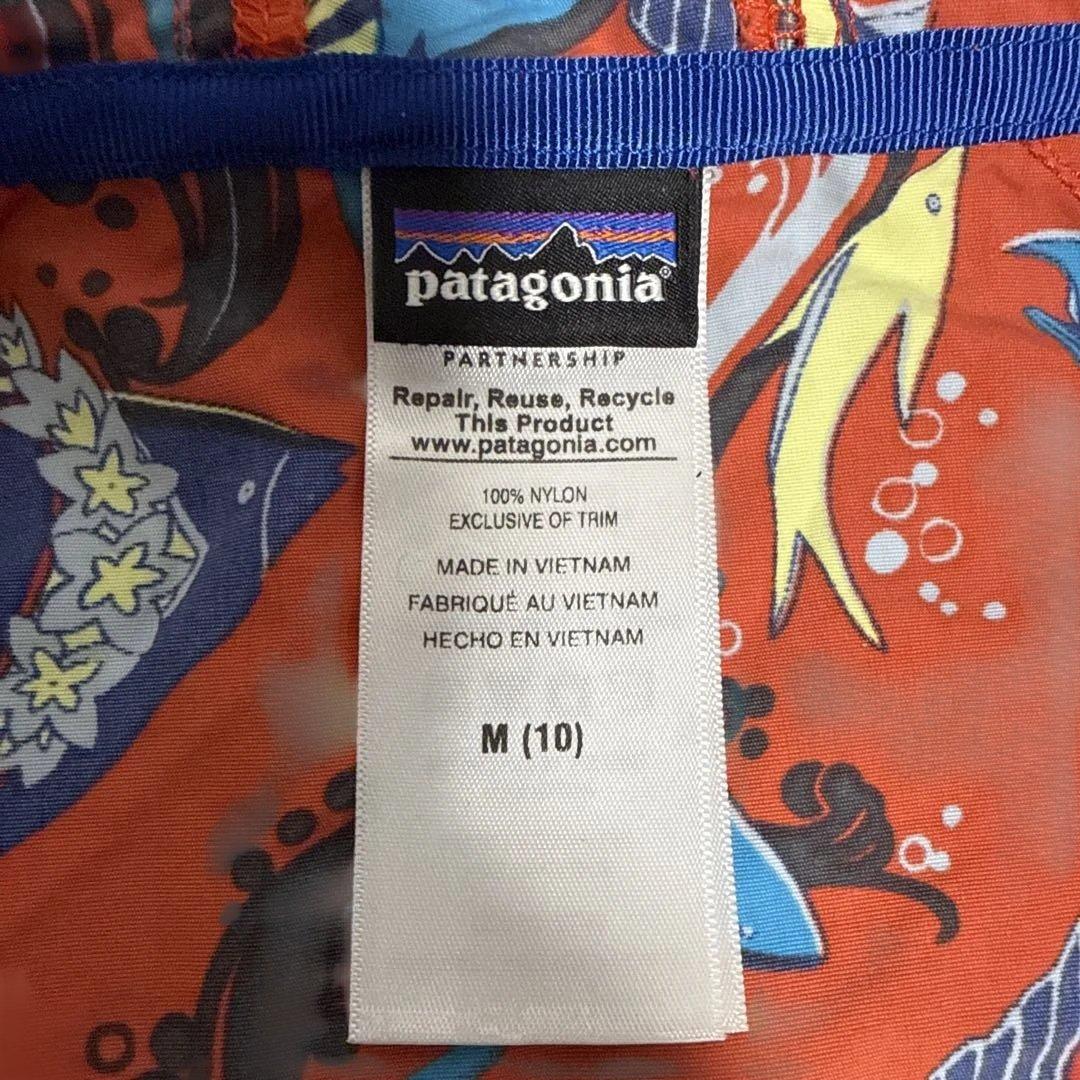 patagonia®
PARTNERSHIP
Repair, Reuse, Recycle
This Product
www.patagonia.com
100% NYLON
EXCLUSIVE OF TRIM
MADE IN VIETNAM
FABRIQUÉ AU VIETNAM
HECHO EN VIETNAM
M (10)